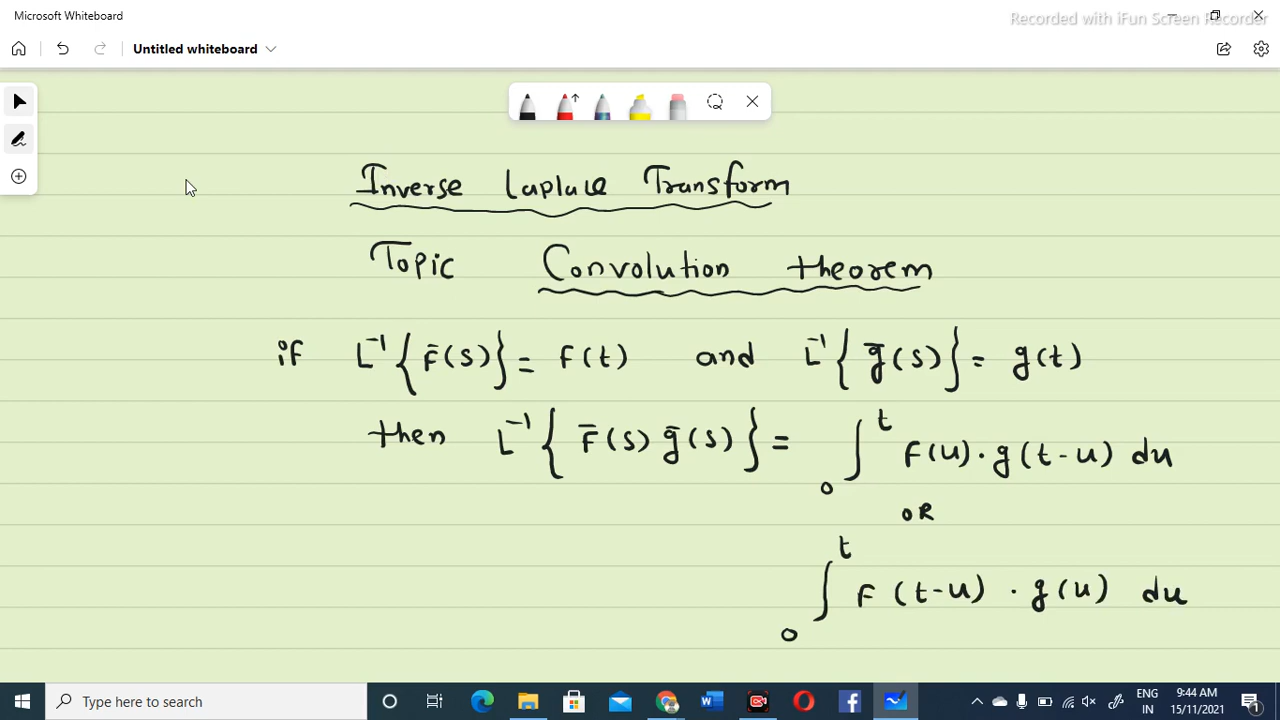 Microsoft Whiteboard
Recorded with iFun Screen Recorder
Untitled whiteboard
Inverse Laplace Transform
Topic Convolution theorem
if L⁻¹{F̄(s)} = F(t) and L⁻¹{ḡ(s)} = g(t)
then L⁻¹{F̄(s) ḡ(s)} = ∫₀ᵗ F(u)·g(t-u) du
OR
∫₀ᵗ F(t-u) · g(u) du
Type here to search
ENG 9:44 AM
IN 15/11/2021 1